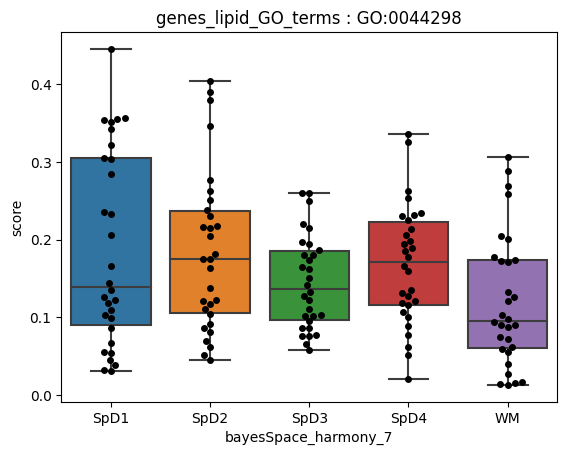 genes_lipid_GO_terms : GO:0044298
score
0.4
0.3
0.2
0.1
0.0
SpD1 SpD2 SpD3 SpD4 WM
bayesSpace_harmony_7